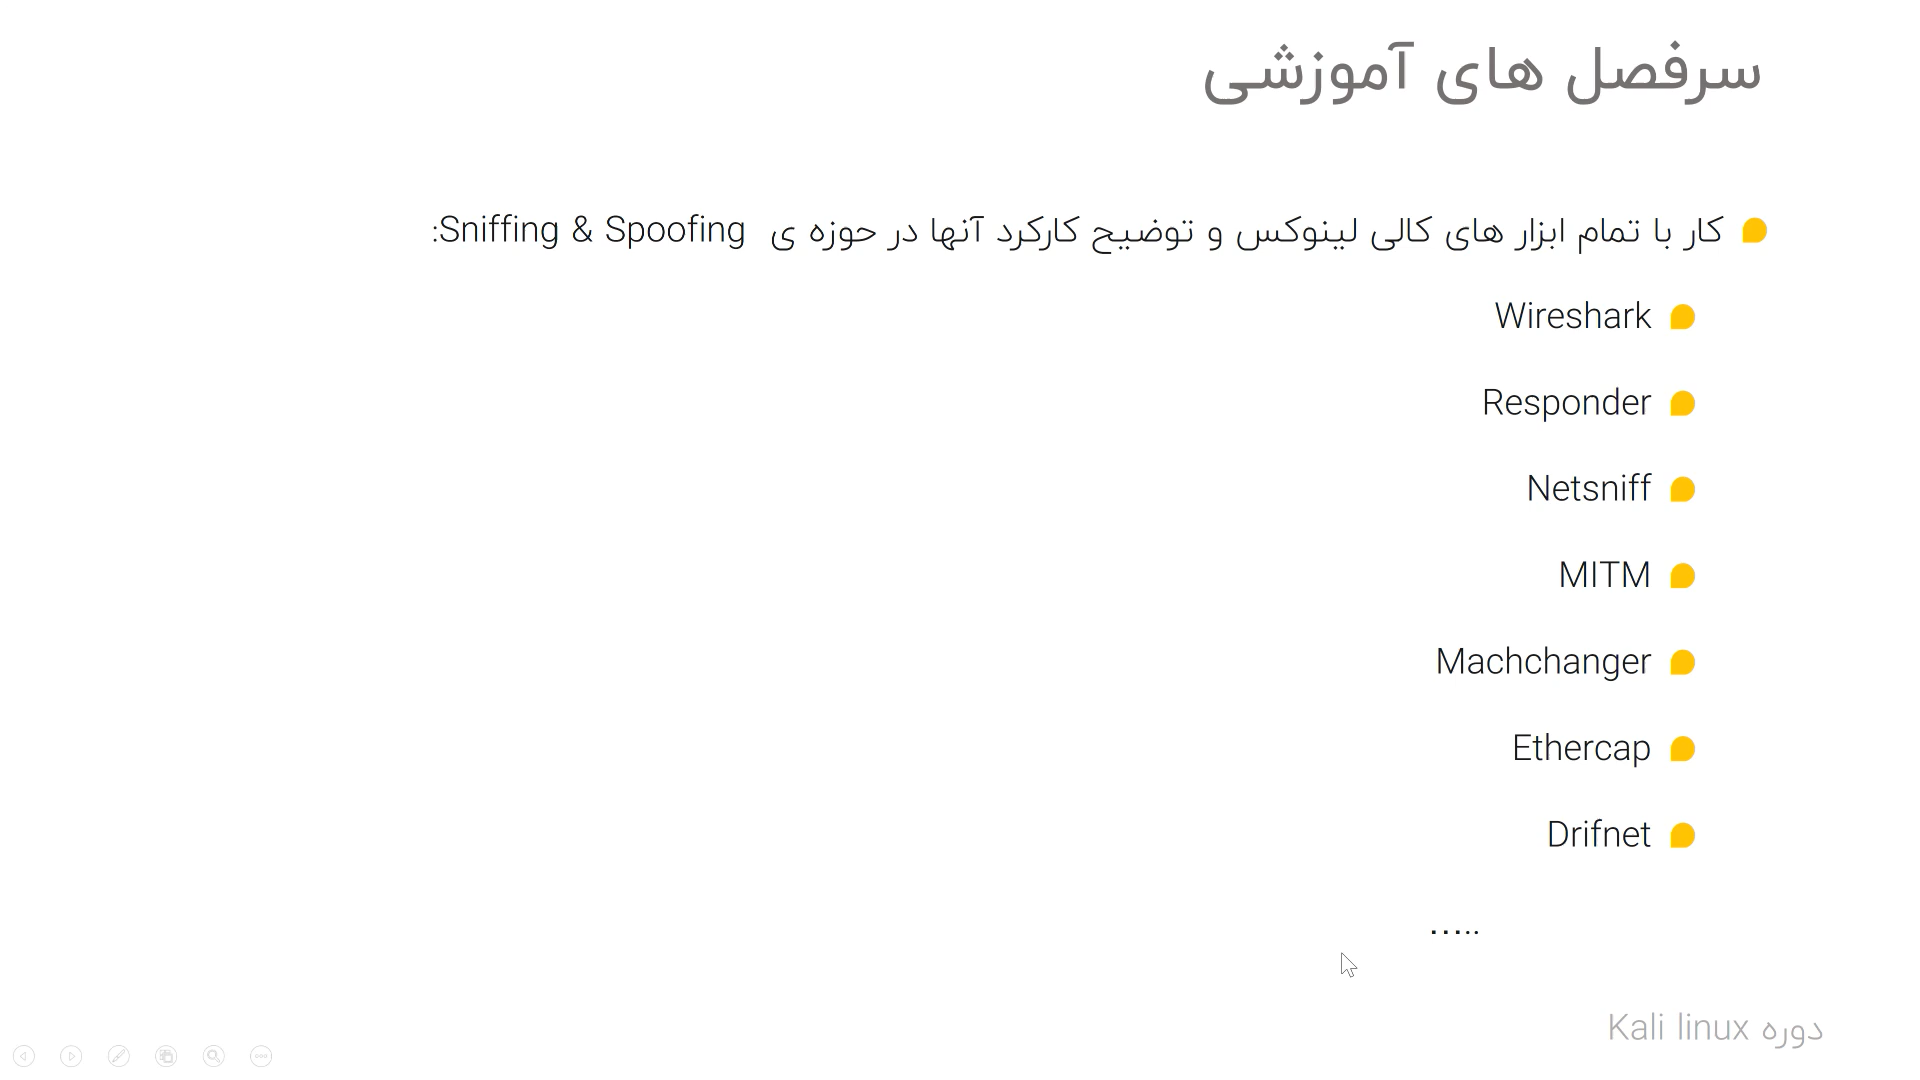 سرفصل های آموزشی
کار با تمام ابزار های کالی لینوکس و توضیح کارکرد آنها در حوزه ی Sniffing & Spoofing:
Wireshark
Responder
Netsniff
MITM
Machchanger
Ethercap
Drifnet
.....
دوره Kali linux